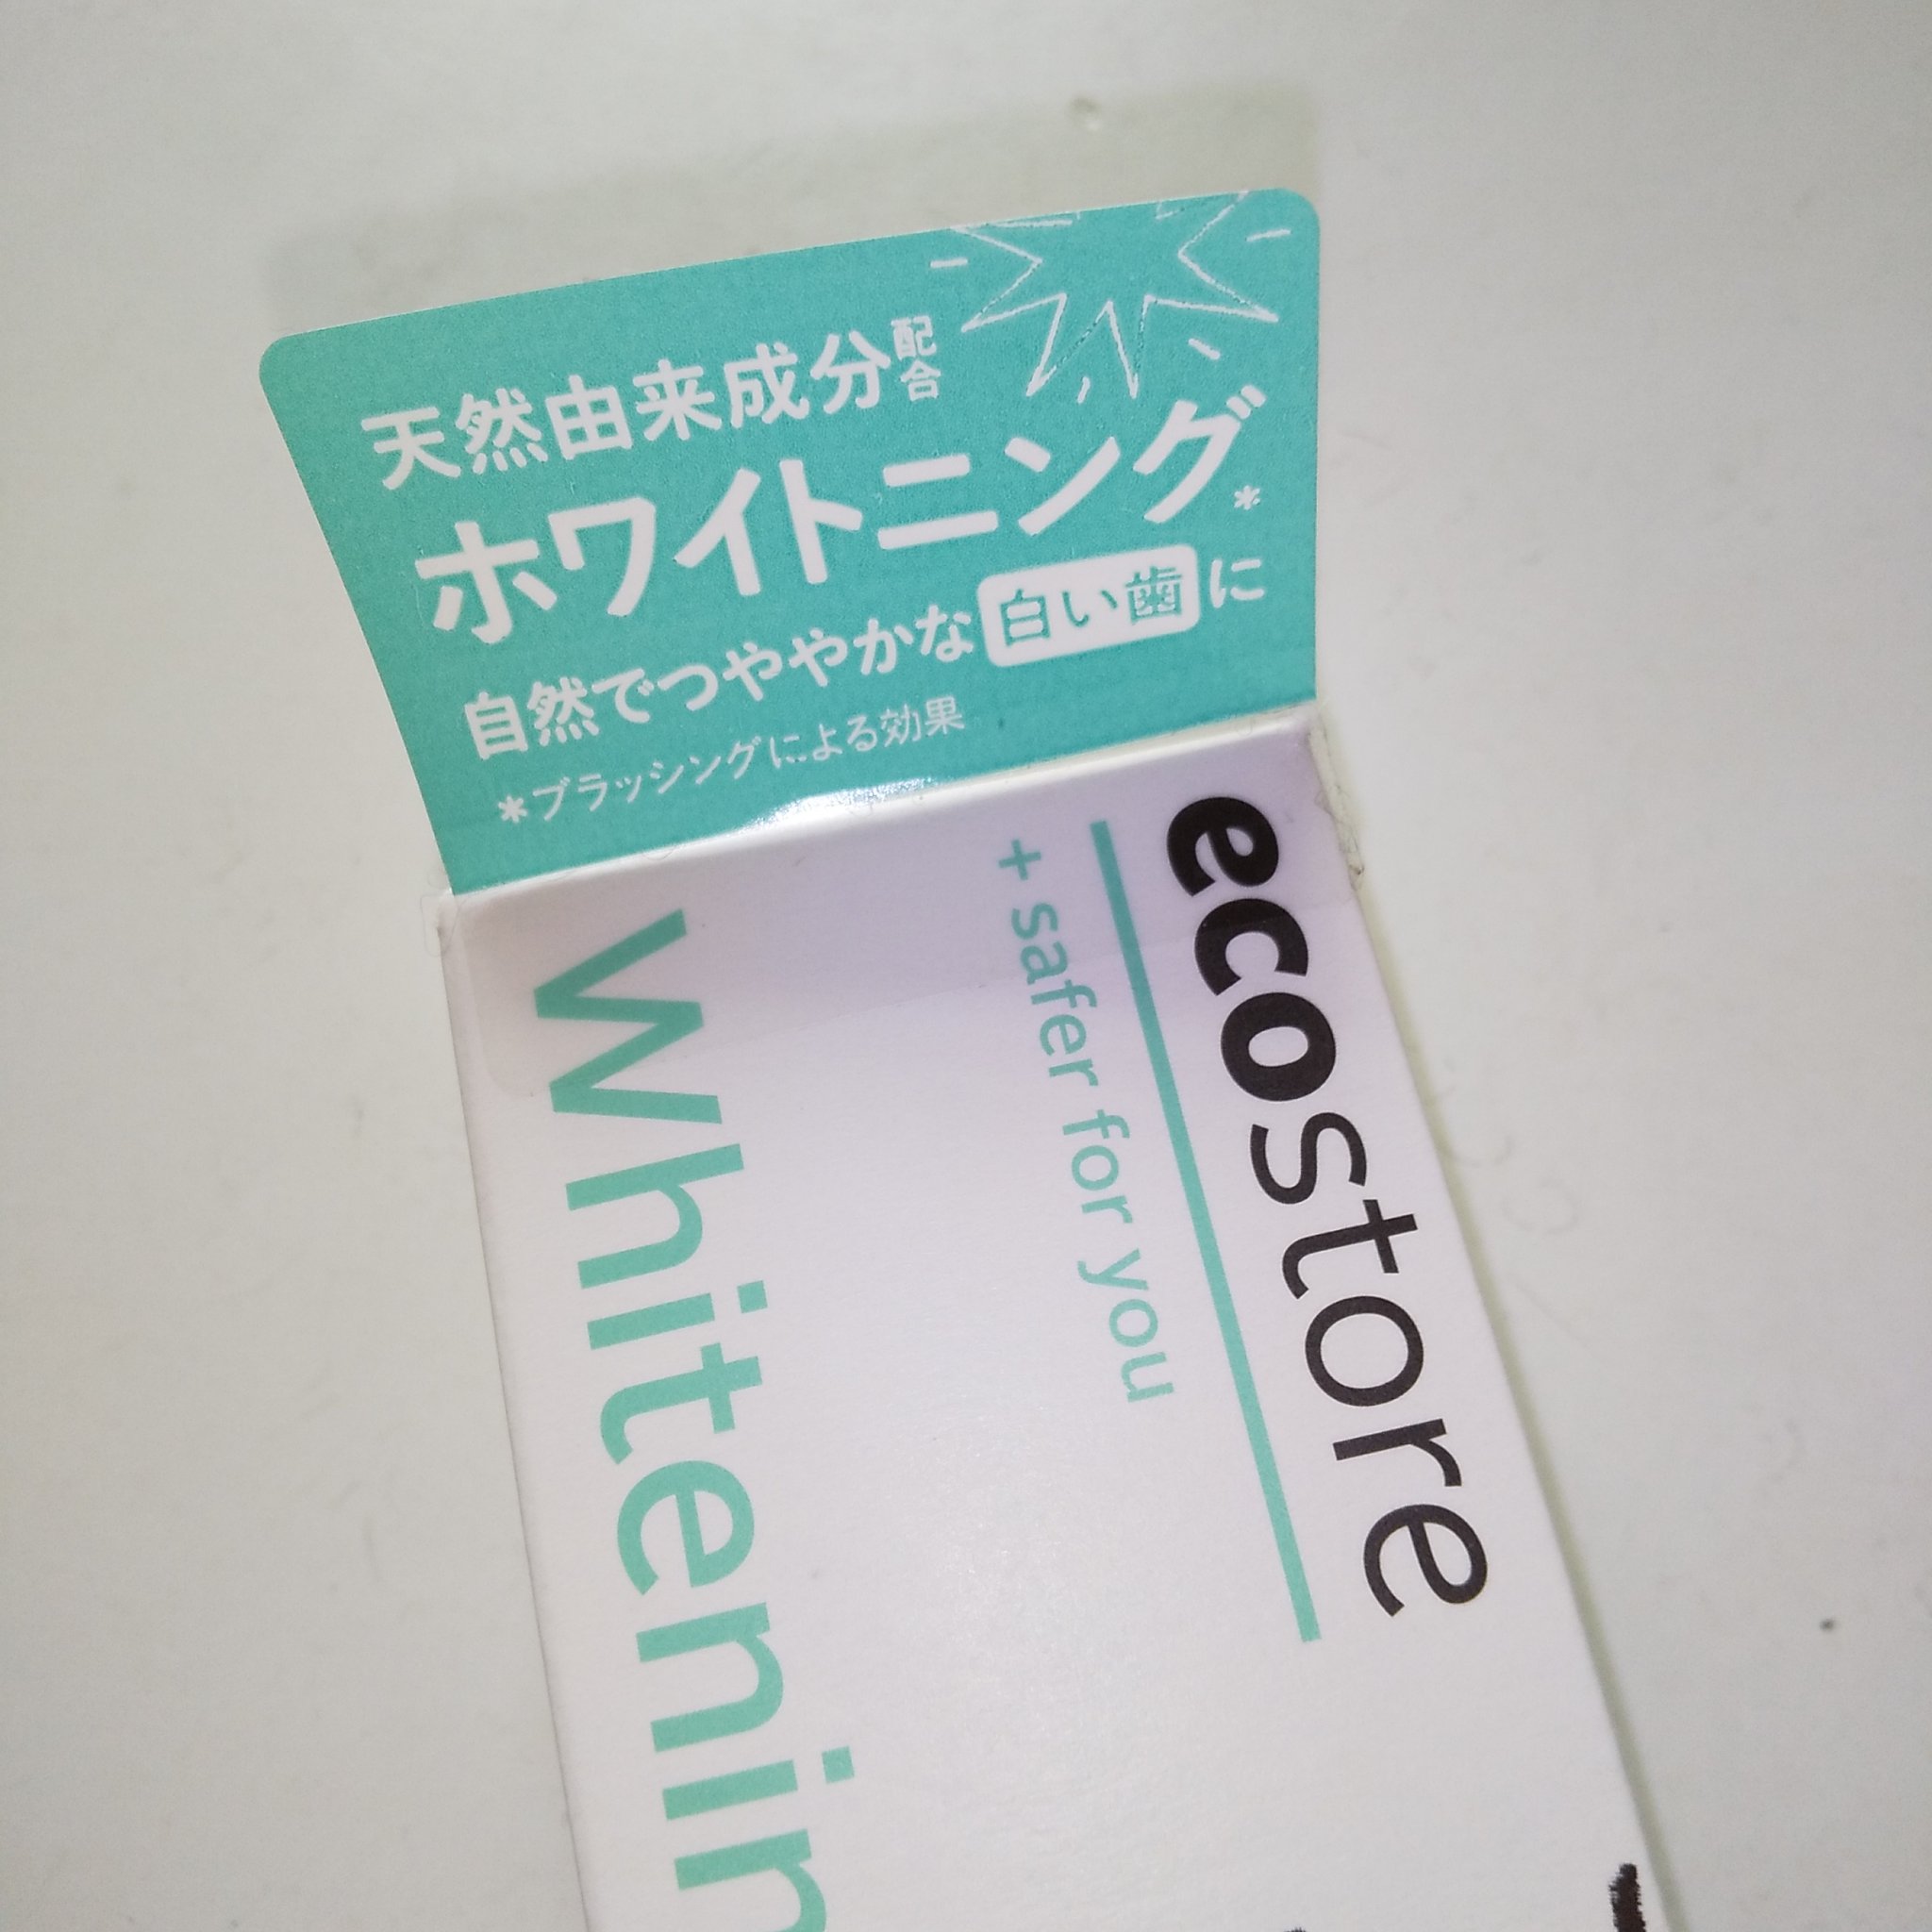 天然由来成分配合
ホワイトニング*
自然でつややかな白い歯に
*ブラッシングによる効果
ecostore
+ safer for you